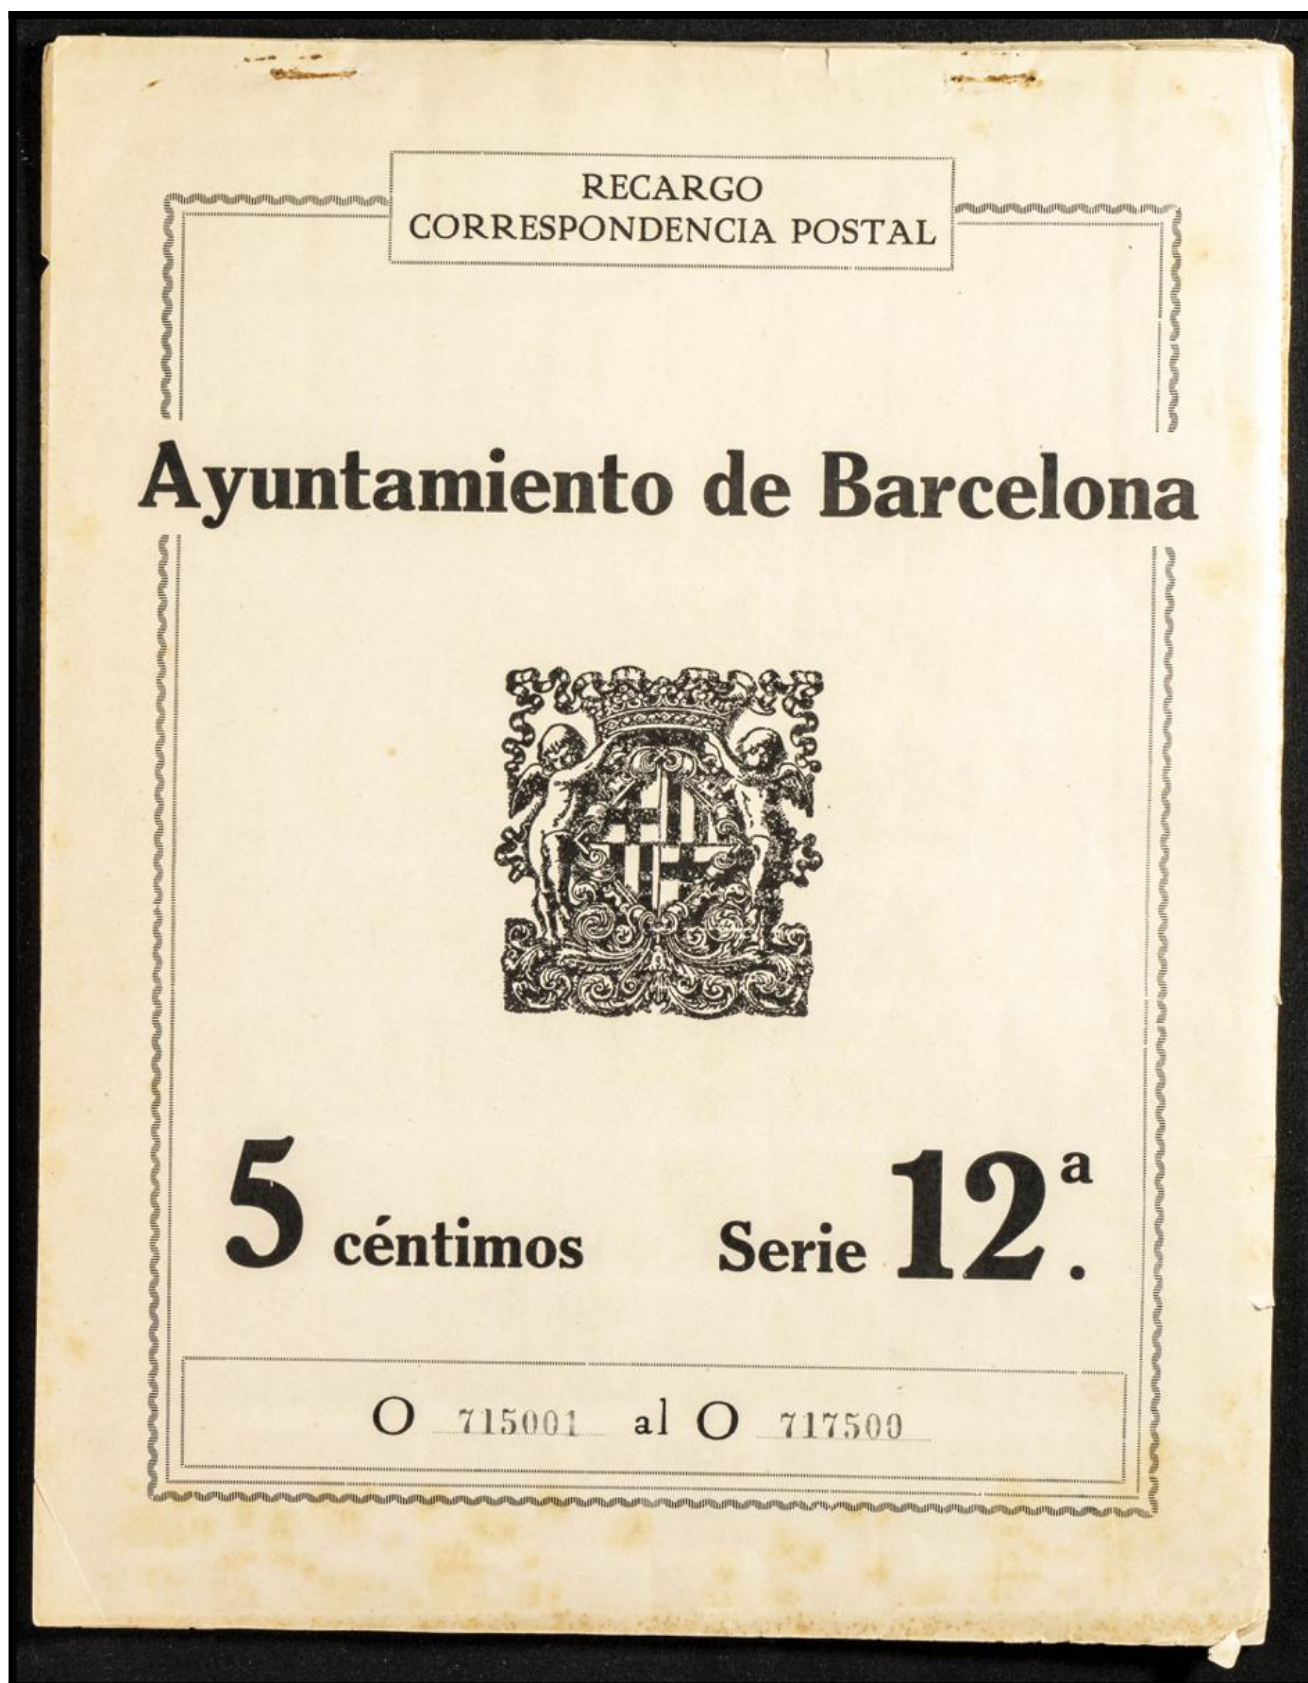 RECARGO
CORRESPONDENCIA POSTAL
Ayuntamiento de Barcelona
5 céntimos Serie 12ª.
O 715001 al O 717500